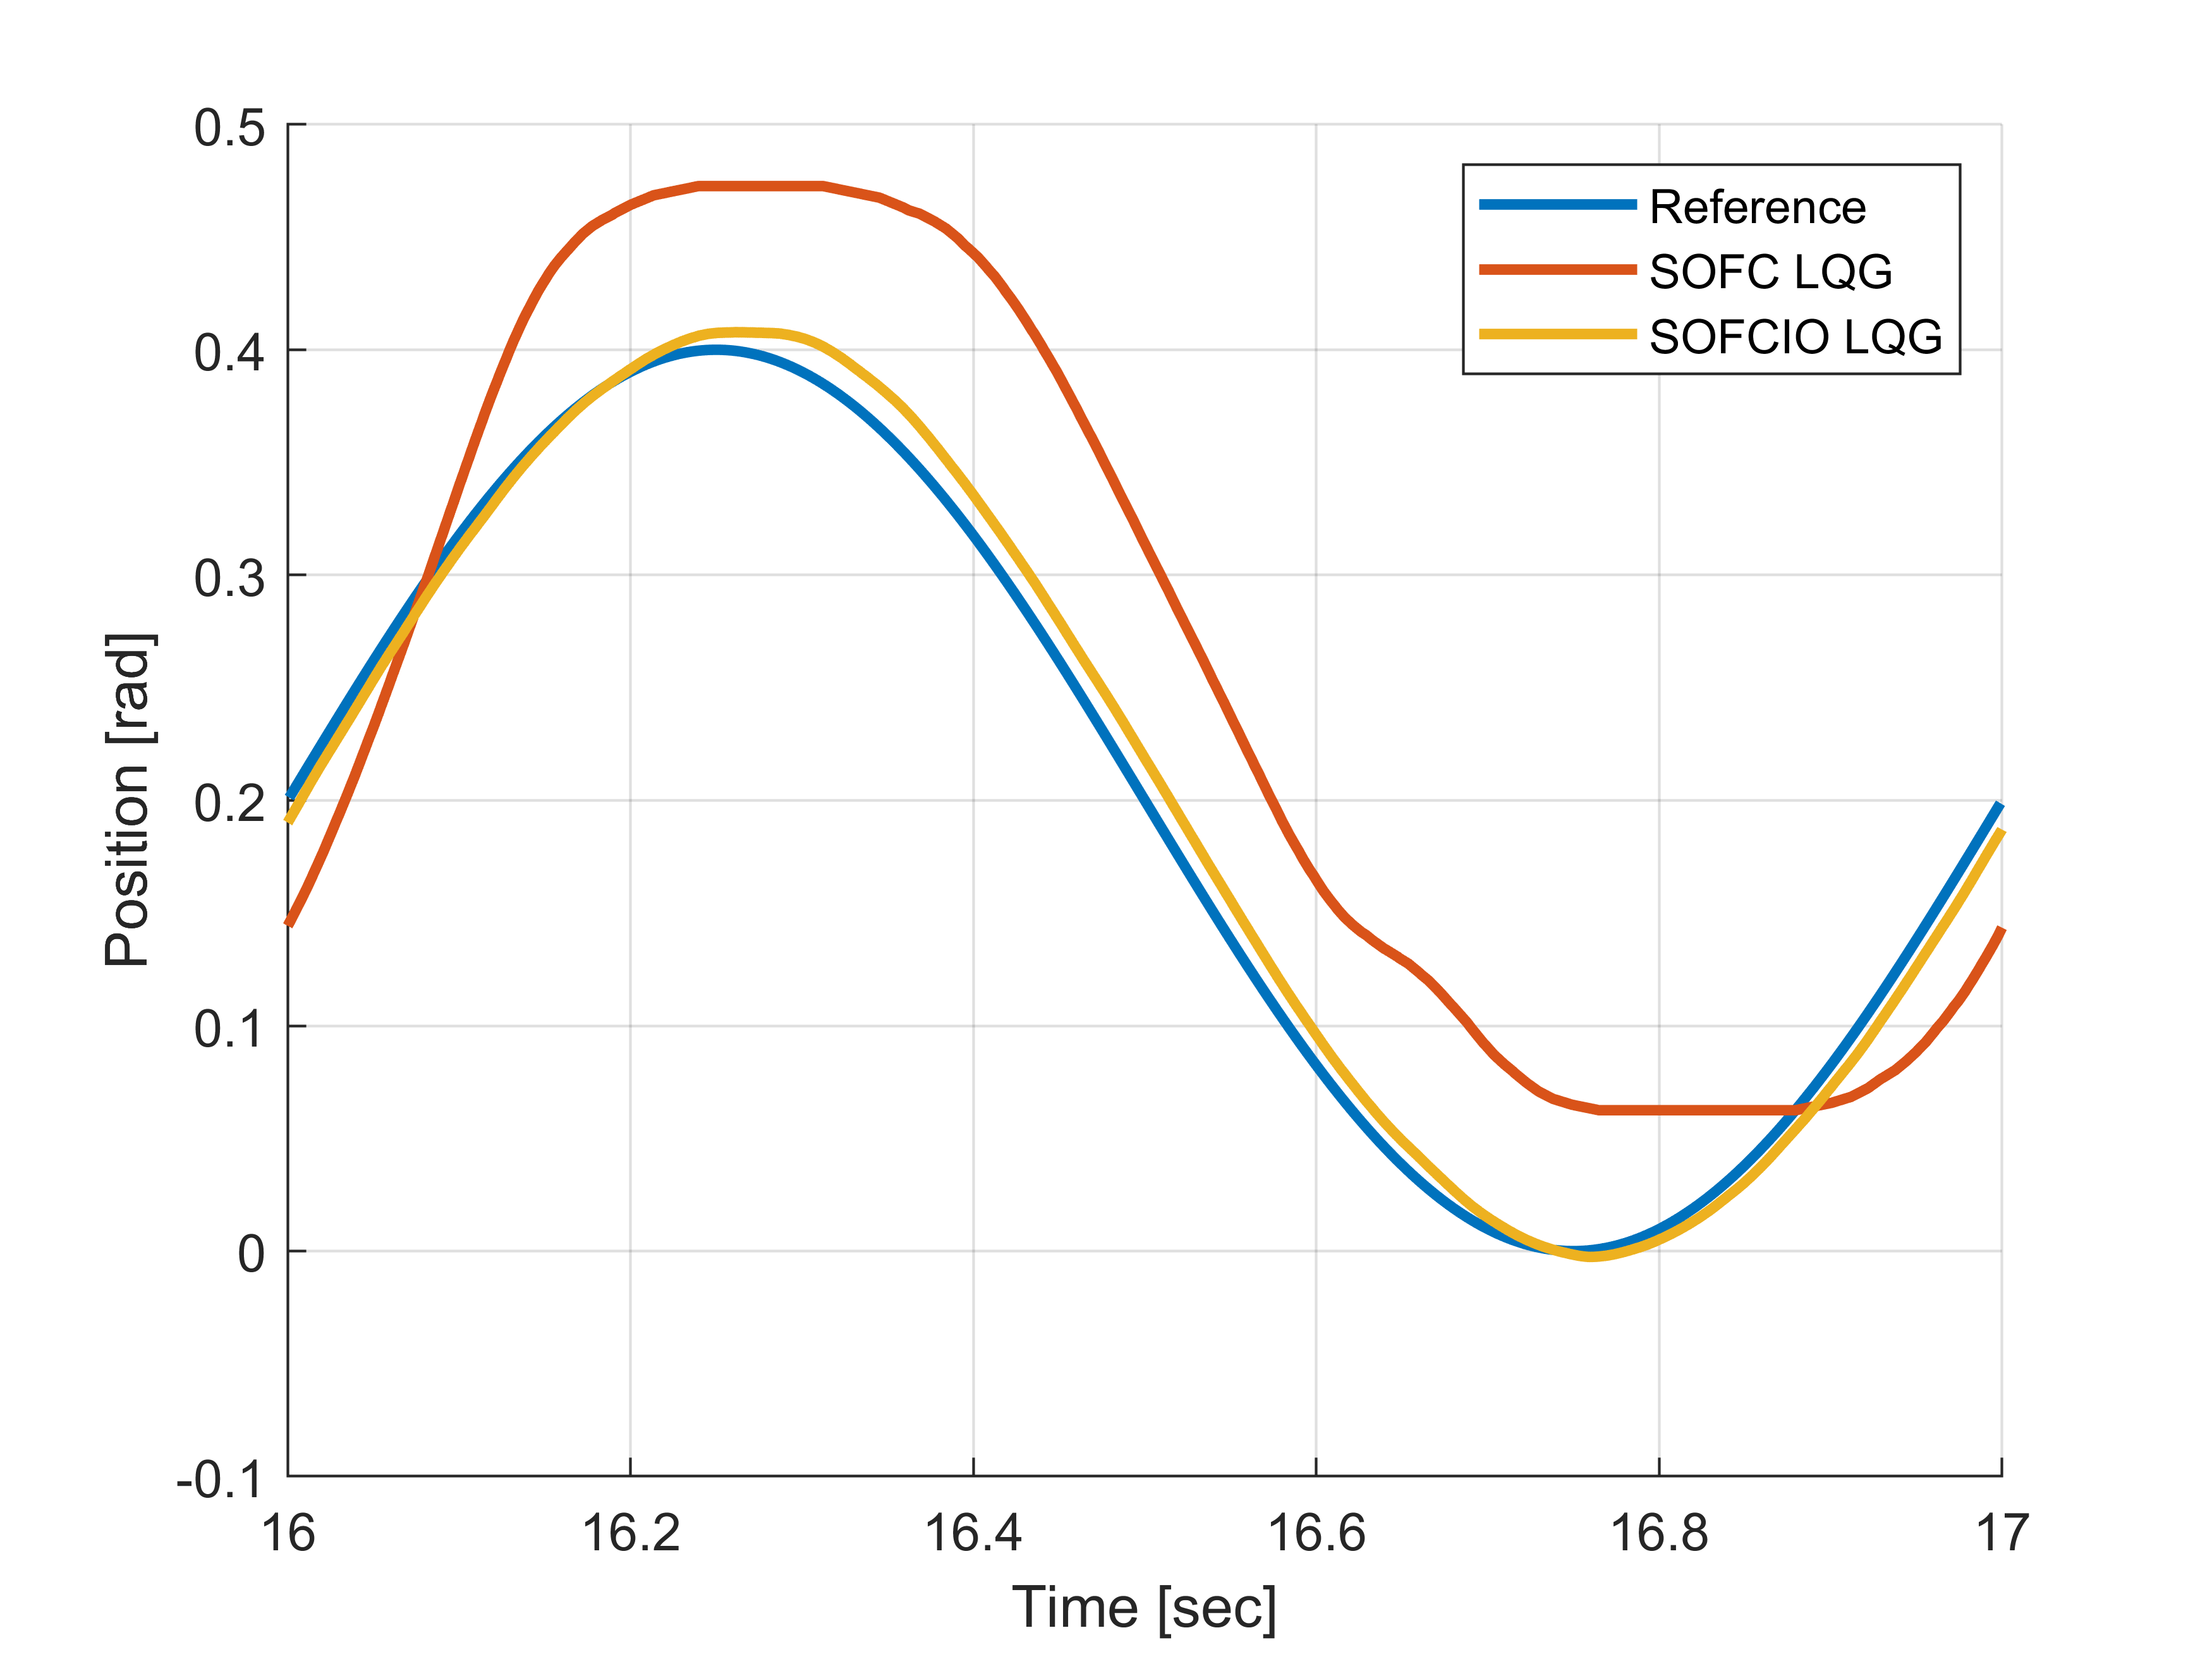 0.5
0.4
0.3
0.2
0.1
0
-0.1
Position [rad]
Reference
SOFC LQG
SOFCIO LQG
16 16.2 16.4 16.6 16.8 17
Time [sec]